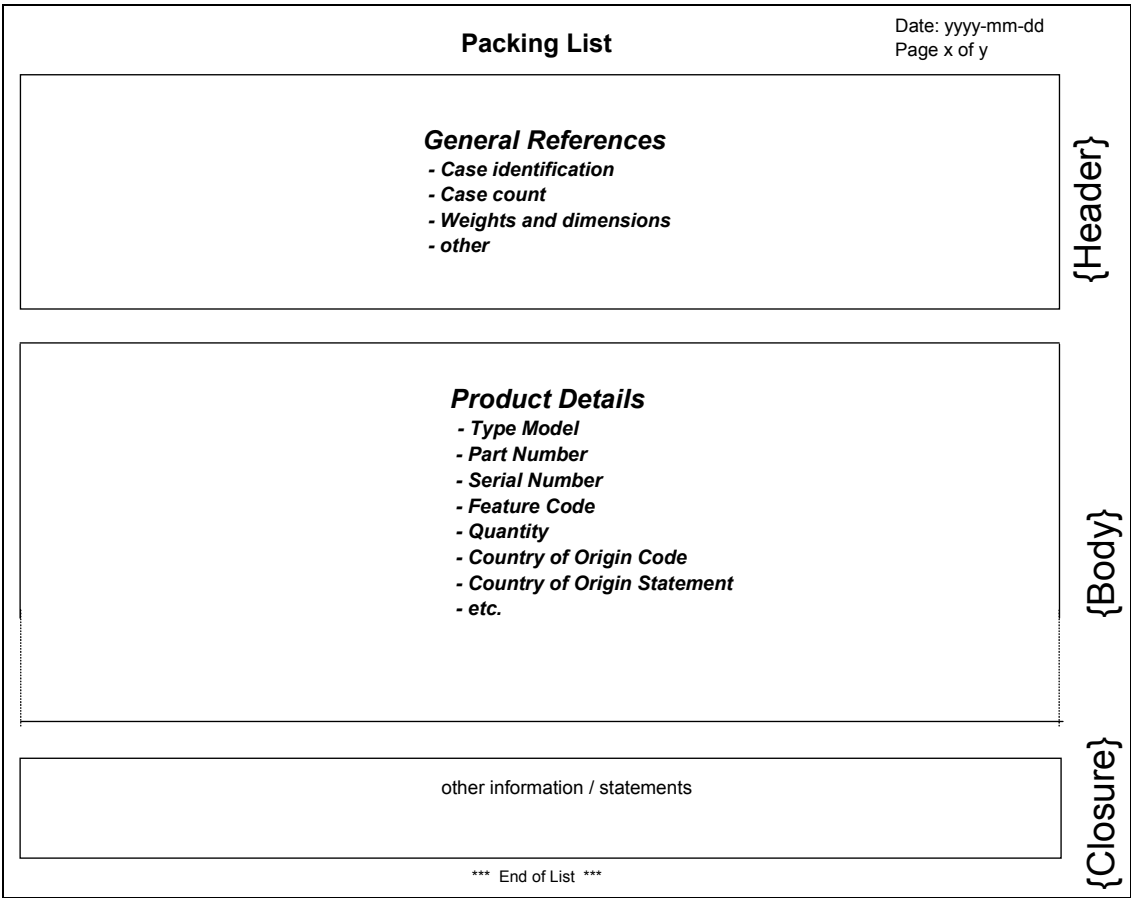 Packing List
Date: yyyy-mm-dd
Page x of y
General References
- Case identification
- Case count
- Weights and dimensions
- other
{Header}
Product Details
- Type Model
- Part Number
- Serial Number
- Feature Code
- Quantity
- Country of Origin Code
- Country of Origin Statement
- etc.
{Body}
other information / statements
{Closure}
*** End of List ***